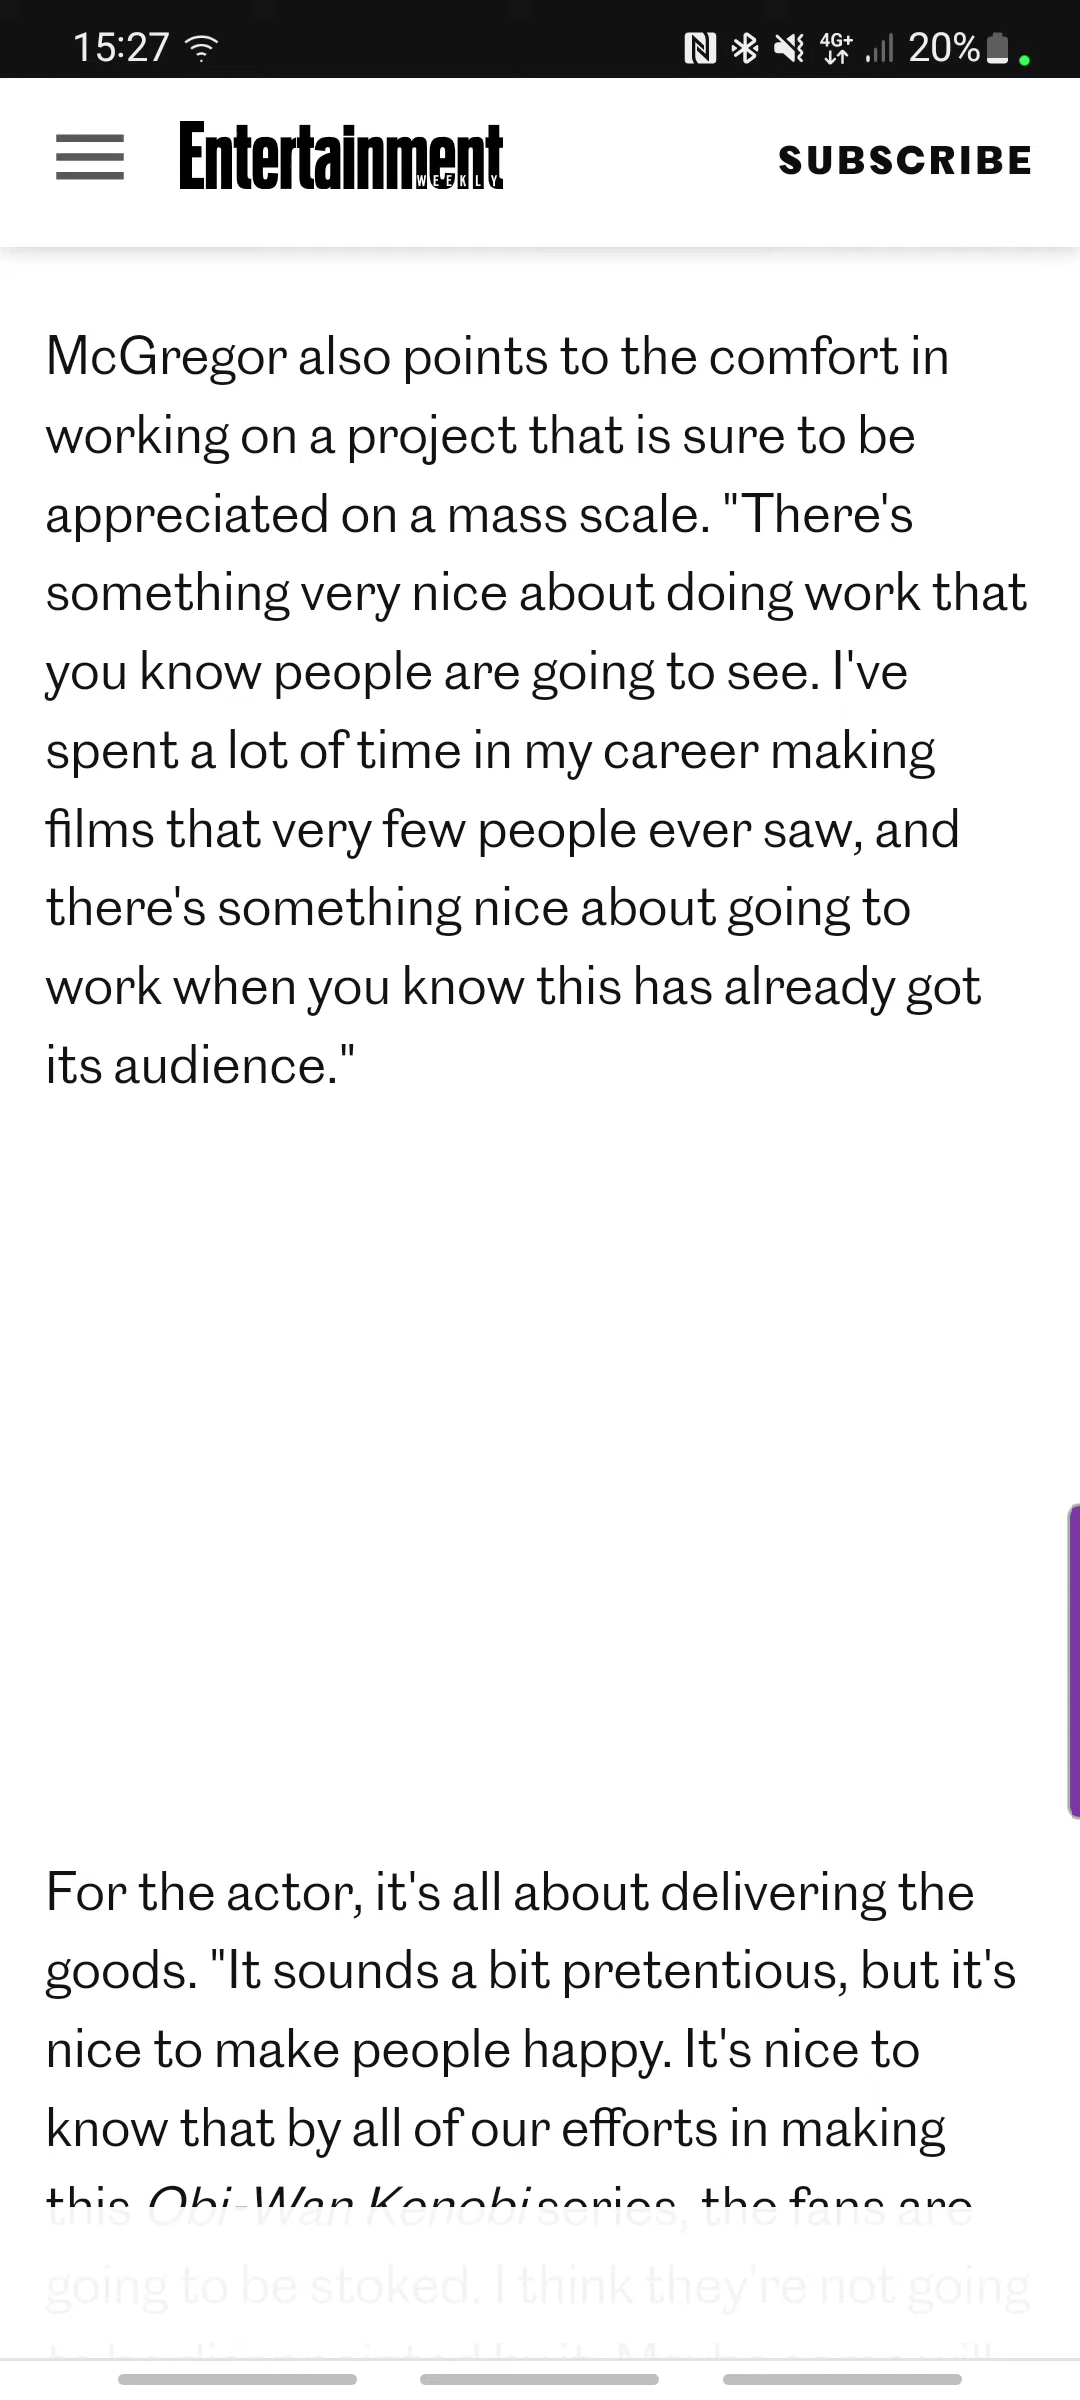 15:27 4G+ 20%
Entertainment WEEKLY SUBSCRIBE
McGregor also points to the comfort in
working on a project that is sure to be
appreciated on a mass scale. "There's
something very nice about doing work that
you know people are going to see. I've
spent a lot of time in my career making
films that very few people ever saw, and
there's something nice about going to
work when you know this has already got
its audience."
For the actor, it's all about delivering the
goods. "It sounds a bit pretentious, but it's
nice to make people happy. It's nice to
know that by all of our efforts in making
this Obi-Wan Kenobi series, the fans are
going to be stoked. I think they're not going